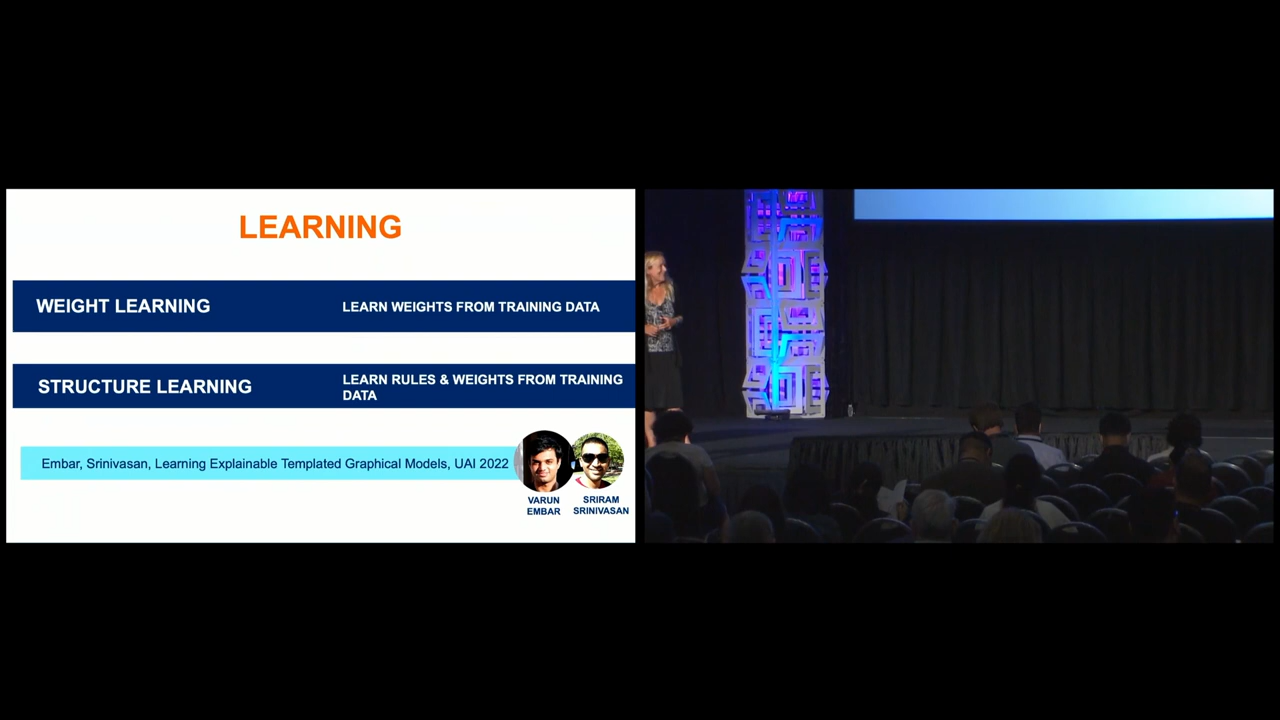 LEARNING
WEIGHT LEARNING
LEARN WEIGHTS FROM TRAINING DATA
STRUCTURE LEARNING
LEARN RULES & WEIGHTS FROM TRAINING
DATA
Embar, Srinivasan, Learning Explainable Templated Graphical Models, UAI 2022
VARUN
EMBAR
SRIRAM
SRINIVASAN